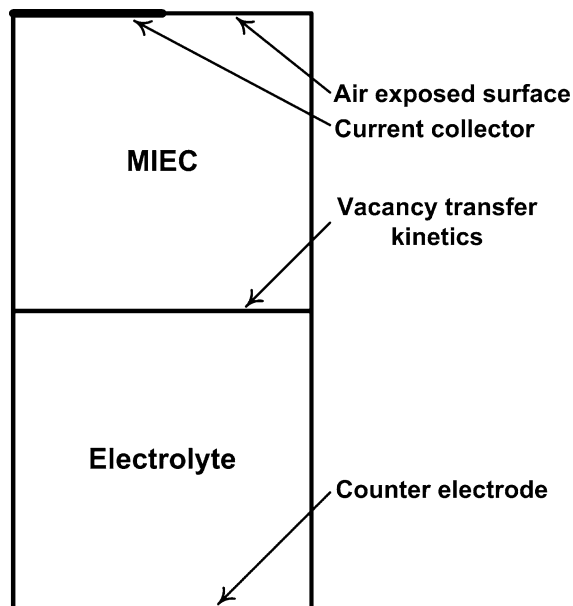 Air exposed surface
Current collector
MIEC
Vacancy transfer
kinetics
Electrolyte
Counter electrode